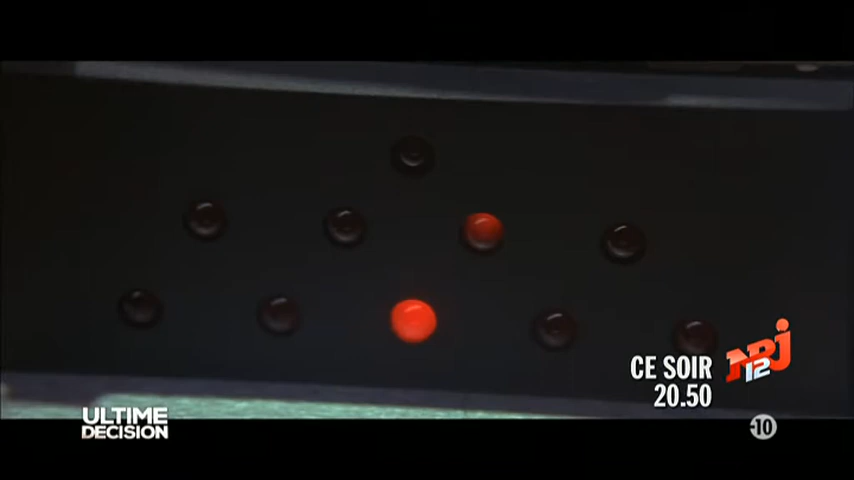 CE SOIR
20.50
NRJ
12
ULTIME
DECISION
-10